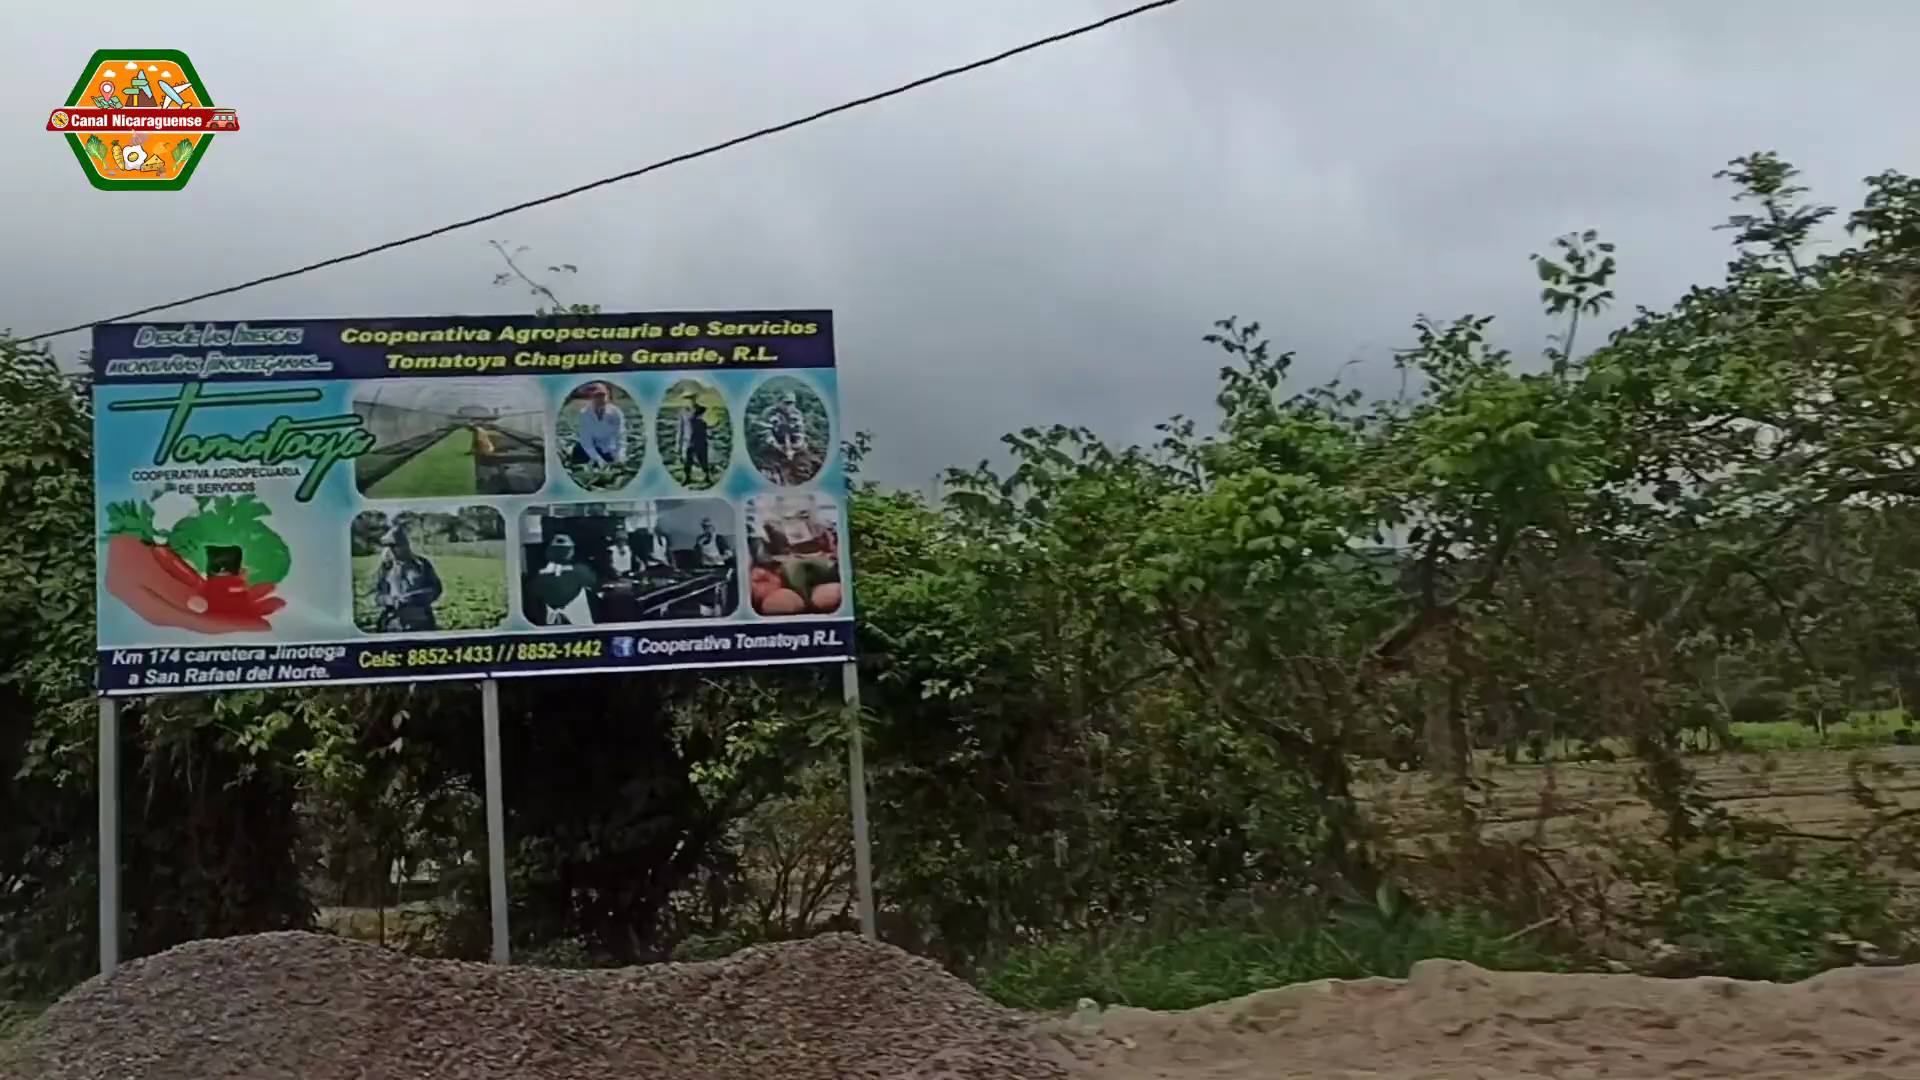 Canal Nicaraguense
Desde las frescas
montañas jinoteganas...
Cooperativa Agropecuaria de Servicios
Tomatoya Chaguite Grande, R.L.
Tomatoya
COOPERATIVA AGROPECUARIA
DE SERVICIOS
Km 174 carretera Jinotega
a San Rafael del Norte.
Cels: 8852-1433 // 8852-1442
f Cooperativa Tomatoya R.L.